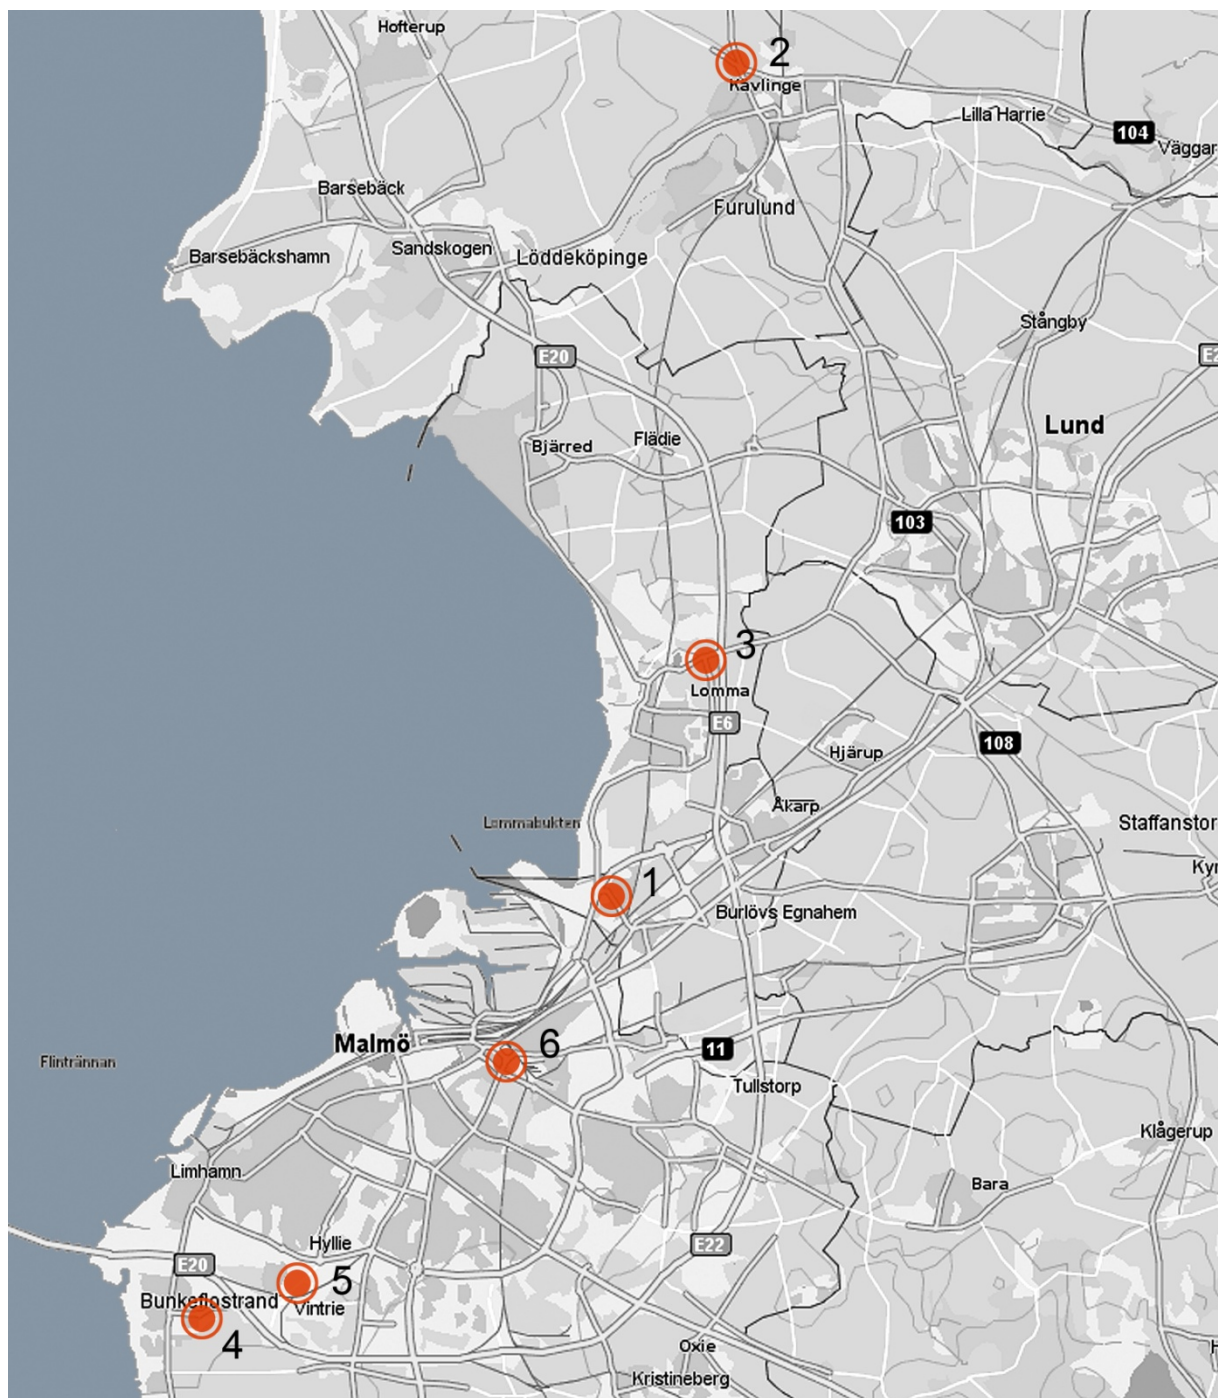 Hofterup
2
Kävlinge
Lilla Harrie
104
Väggar
Barsebäck
Furulund
Sandskogen
Barsebäckshamn
Löddeköpinge
Stångby
E20
E2
Lund
Bjärred
Flädie
103
3
Lomma
E6
108
Hjärup
Åkarp
Lommabukten
Staffanstor
Kyr
1
Burlövs Egnahem
Malmö
6
11
Flintrännan
Tullstorp
Klågerup
Limhamn
Bara
Hyllie
E22
E20
5
Bunkeflostrand
Vintrie
4
Oxie
H
Kristineberg